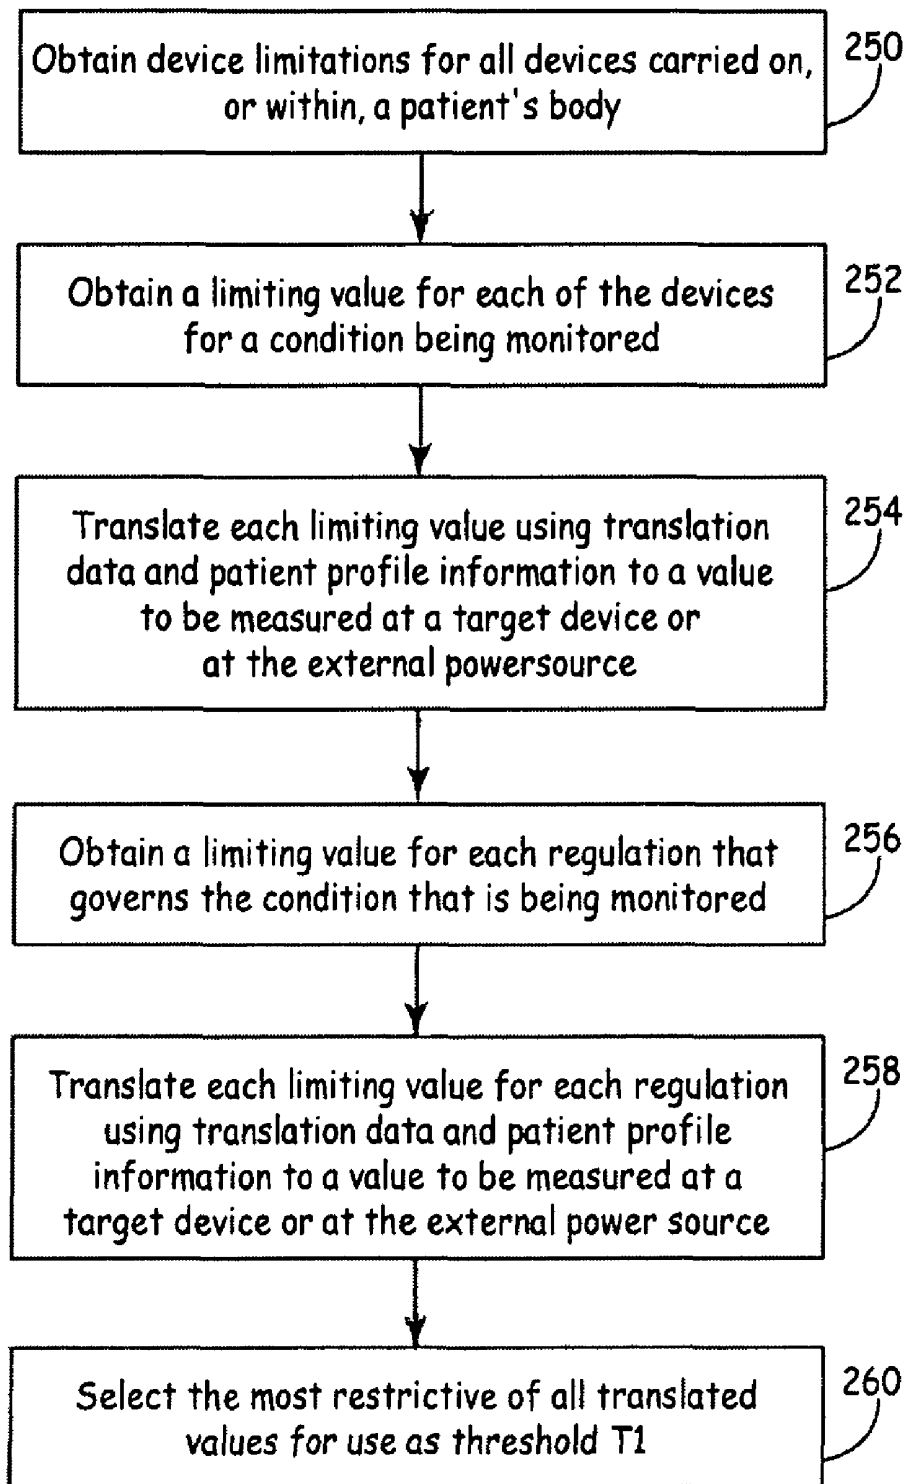 Obtain device limitations for all devices carried on,
or within, a patient's body
250
Obtain a limiting value for each of the devices
for a condition being monitored
252
Translate each limiting value using translation
data and patient profile information to a value
to be measured at a target device or
at the external powersource
254
Obtain a limiting value for each regulation that
governs the condition that is being monitored
256
Translate each limiting value for each regulation
using translation data and patient profile
information to a value to be measured at a
target device or at the external power source
258
Select the most restrictive of all translated
values for use as threshold T1
260